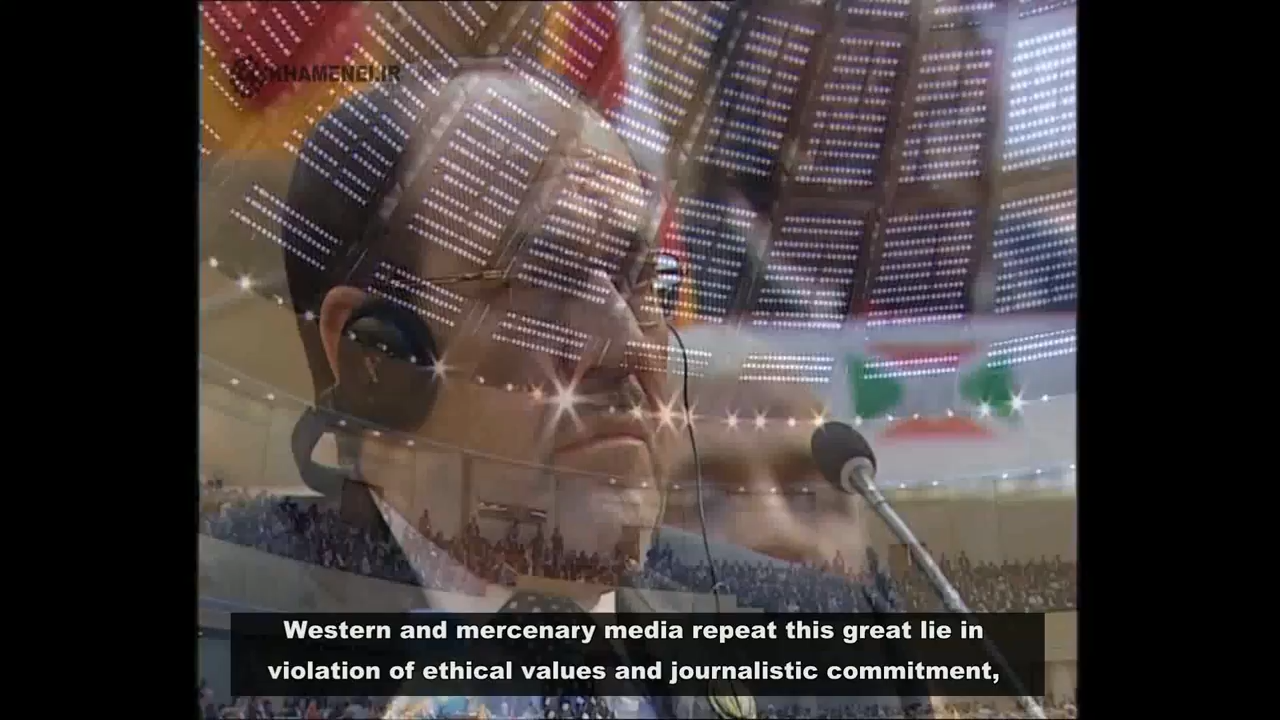 KHAMENEI.IR
Western and mercenary media repeat this great lie in
violation of ethical values and journalistic commitment,